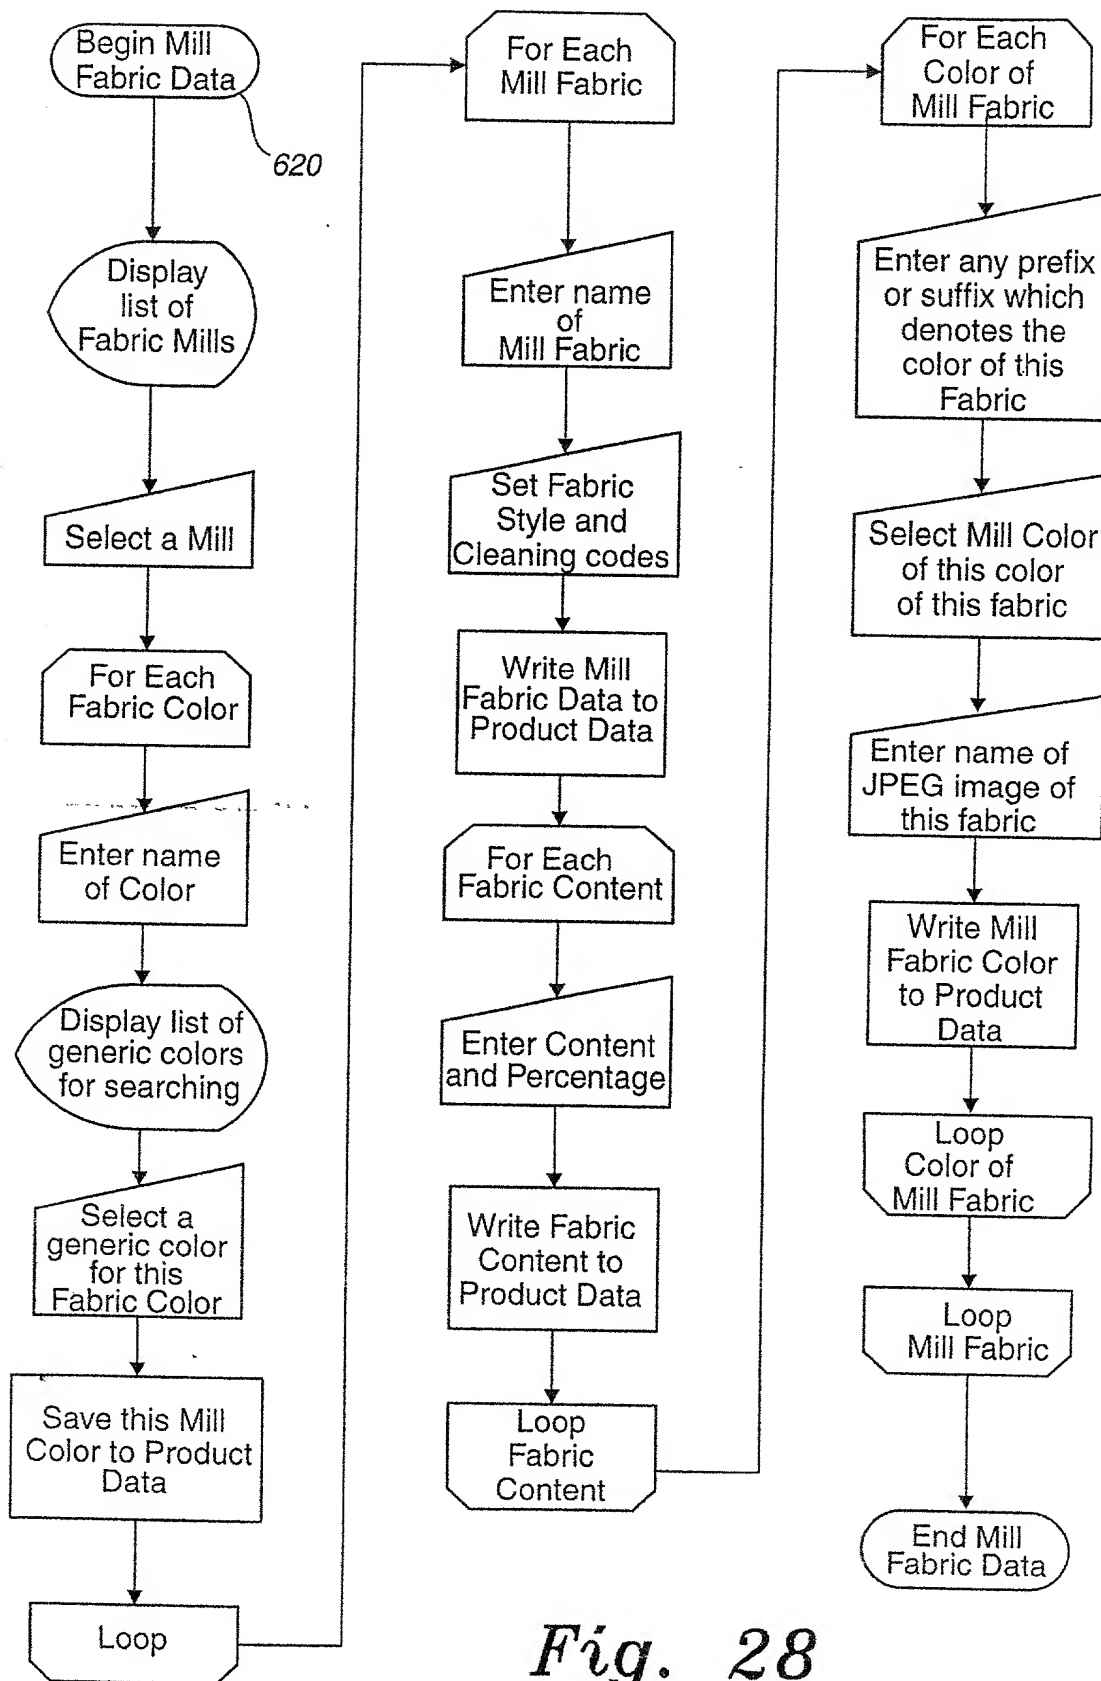 Begin Mill
Fabric Data
620
Display
list of
Fabric Mills
Select a Mill
For Each
Fabric Color
Enter name
of Color
Display list of
generic colors
for searching
Select a
generic color
for this
Fabric Color
Save this Mill
Color to Product
Data
Loop
For Each
Mill Fabric
Enter name
of
Mill Fabric
Set Fabric
Style and
Cleaning codes
Write Mill
Fabric Data to
Product Data
For Each
Fabric Content
Enter Content
and Percentage
Write Fabric
Content to
Product Data
Loop
Fabric
Content
For Each
Color of
Mill Fabric
Enter any prefix
or suffix which
denotes the
color of this
Fabric
Select Mill Color
of this color
of this fabric
Enter name of
JPEG image of
this fabric
Write Mill
Fabric Color
to Product
Data
Loop
Color of
Mill Fabric
Loop
Mill Fabric
End Mill
Fabric Data
Fig. 28